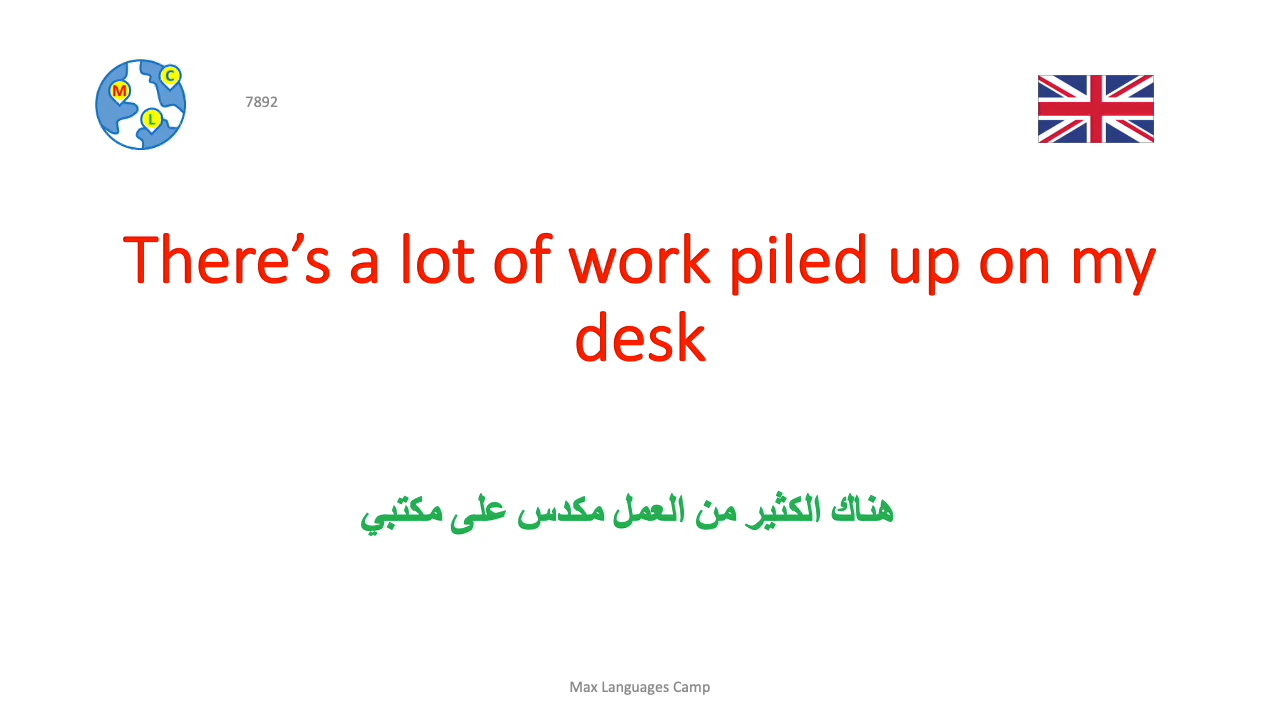 C
M
L
7892
There’s a lot of work piled up on my
desk
هناك الكثير من العمل مكدس على مكتبي
Max Languages Camp